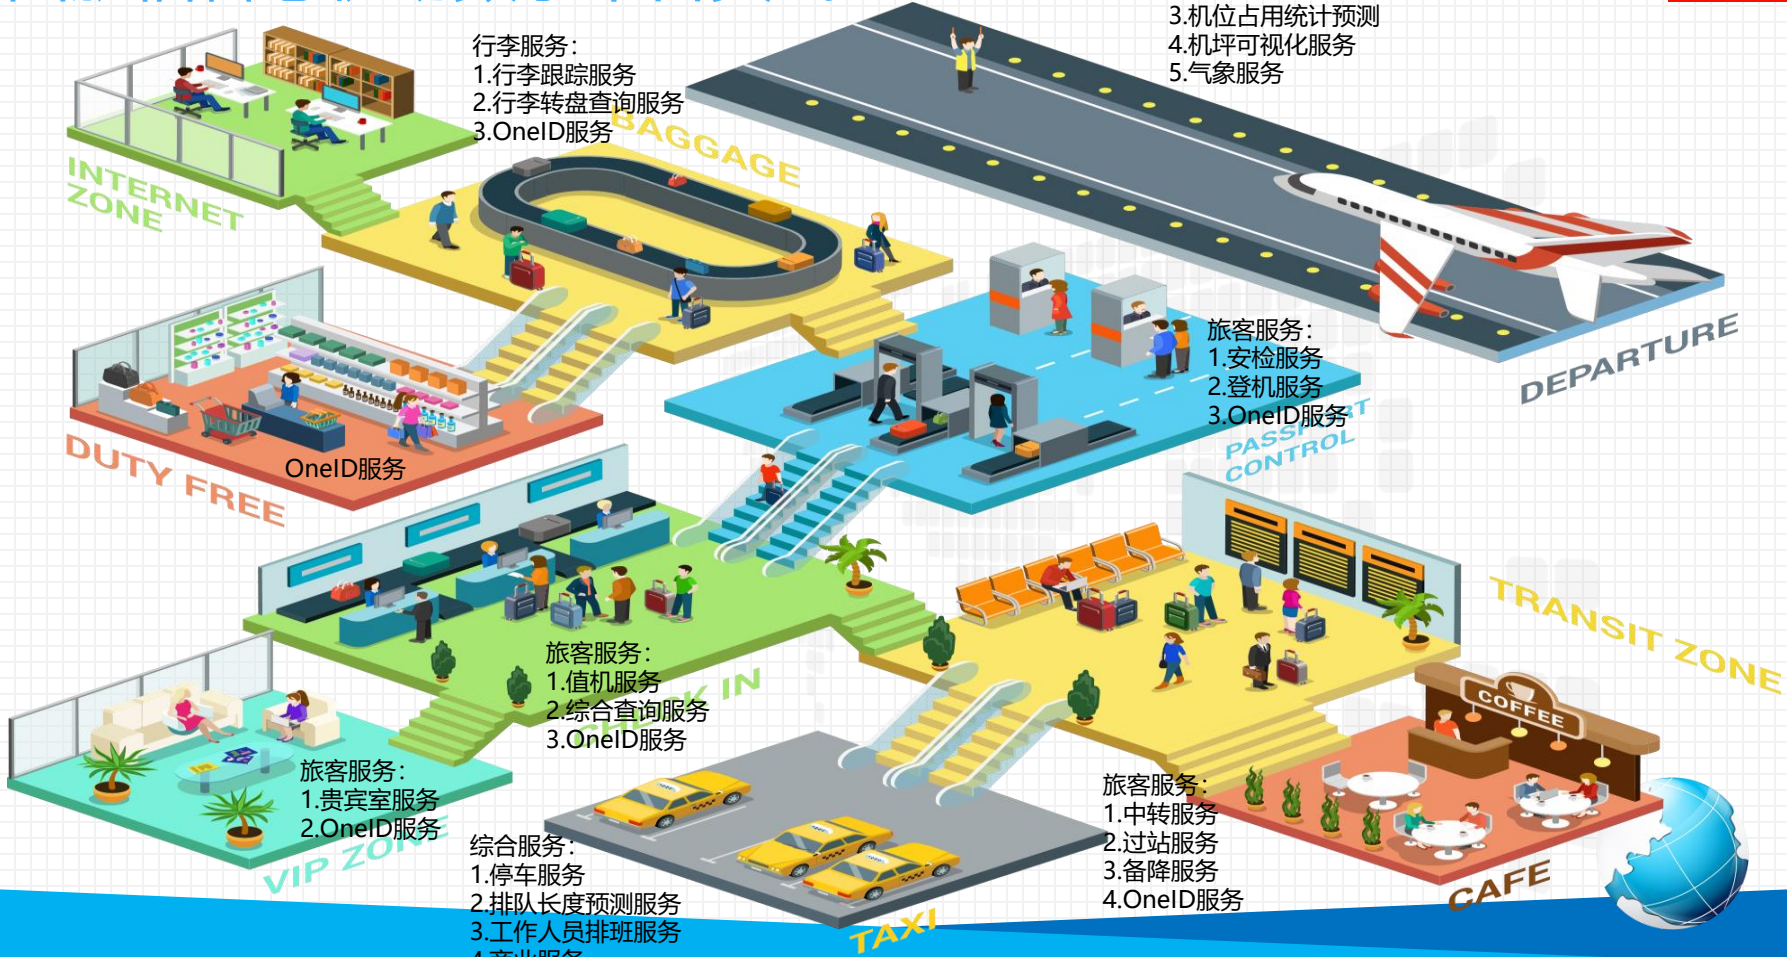 3.机位占用统计预测
4.机坪可视化服务
5.气象服务
行李服务：
1.行李跟踪服务
2.行李转盘查询服务
3.OneID服务
BAGGAGE
INTERNET
ZONE
DEPARTURE
旅客服务：
1.安检服务
2.登机服务
3.OneID服务
PASSPORT
CONTROL
OneID服务
DUTY FREE
旅客服务：
1.值机服务
2.综合查询服务
3.OneID服务
CHECK IN
TRANSIT ZONE
COFFEE
旅客服务：
1.贵宾室服务
2.OneID服务
VIP ZONE
旅客服务：
1.中转服务
2.过站服务
3.备降服务
4.OneID服务
CAFE
综合服务：
1.停车服务
2.排队长度预测服务
3.工作人员排班服务
4.商业服务
TAXI